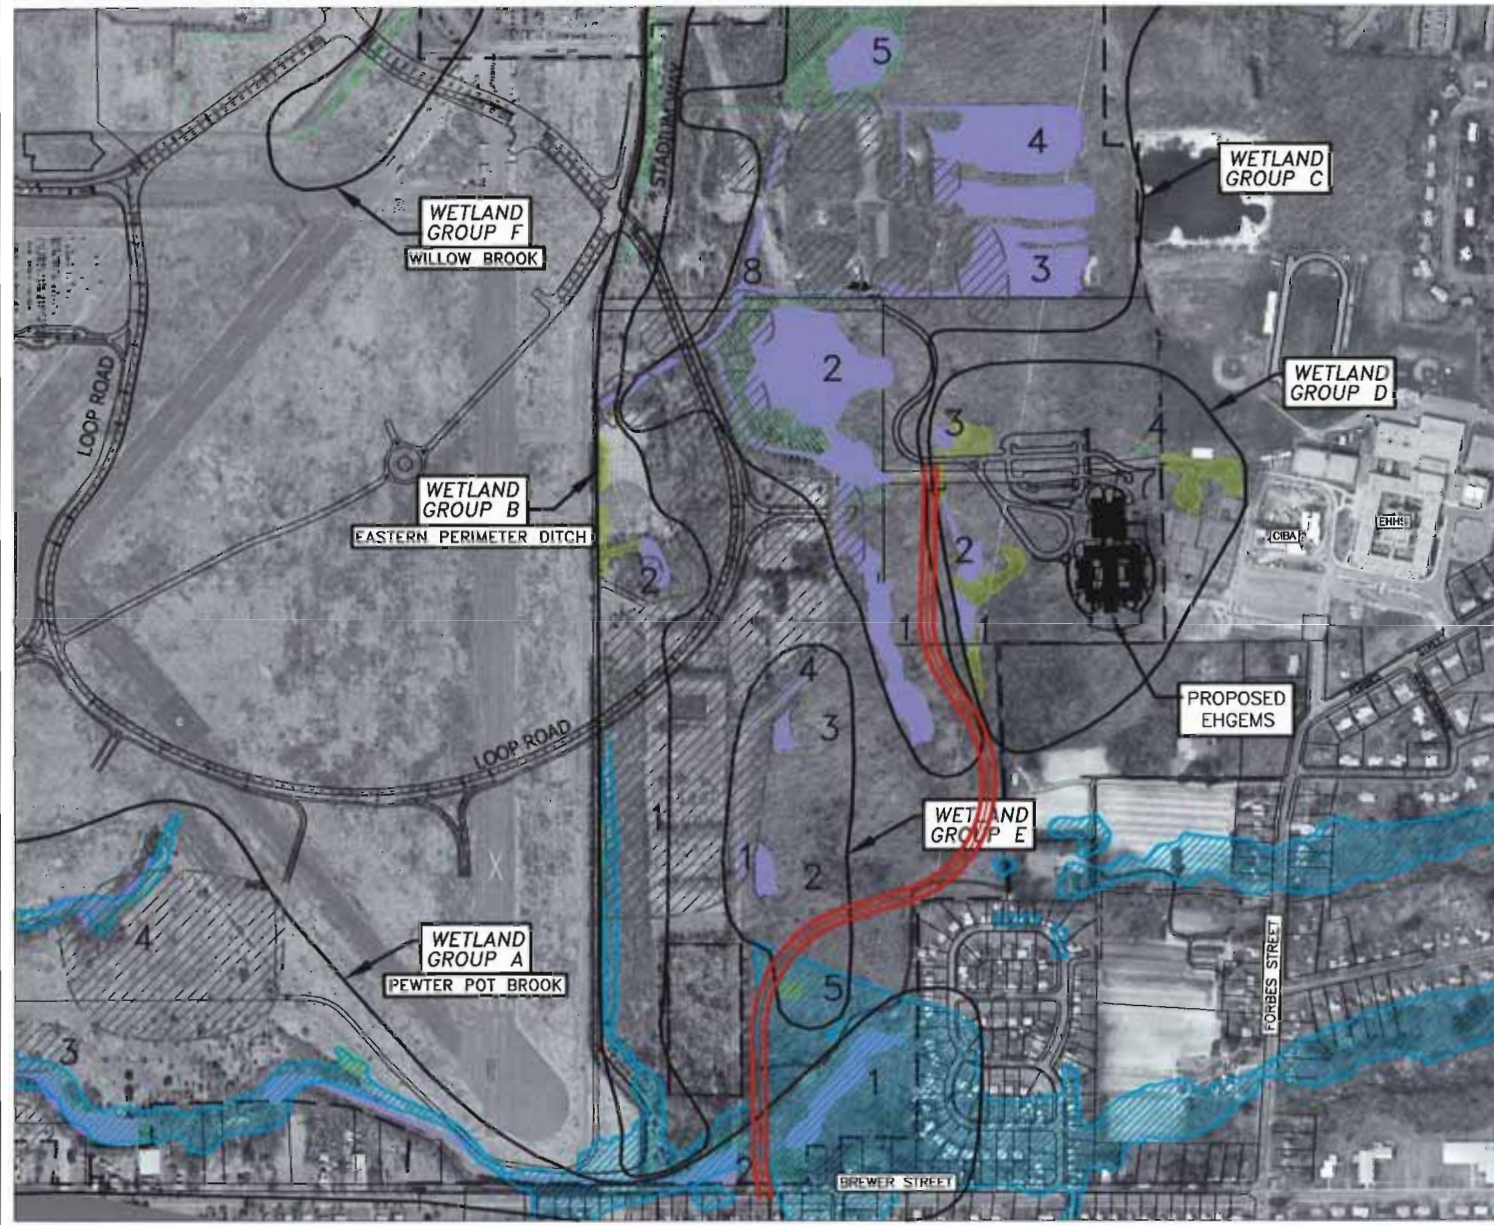 5
STADIUM WAY
4
WETLAND
GROUP C
WETLAND
GROUP F
WILLOW BROOK
8
3
2
WETLAND
GROUP D
LOOP ROAD
3
4
WETLAND
GROUP B
EASTERN PERIMETER DITCH
CIBA
EHHS
2
2
1
1
4
PROPOSED
EHGEMS
3
LOOP ROAD
1
WETLAND
GROUP E
1
2
X
4
WETLAND
GROUP A
PEWTER POT BROOK
5
FORBES STREET
3
1
2
BREWER STREET